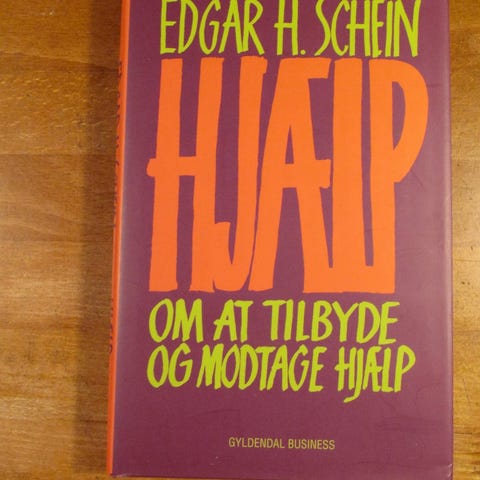 EDGAR H. SCHEIN
HJÆLP
OM AT TILBYDE
OG MODTAGE HJÆLP
GYLDENDAL BUSINESS